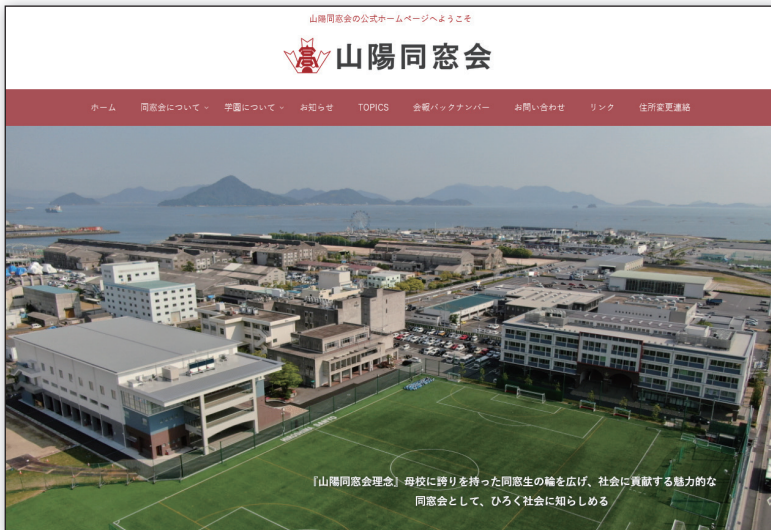 山陽同窓会の公式ホームページへようこそ
山陽同窓会
ホーム 同窓会について 学園について お知らせ TOPICS 会報バックナンバー お問い合わせ リンク 住所変更連絡
『山陽同窓会理念』母校に誇りを持った同窓生の輪を広げ、社会に貢献する魅力的な
同窓会として、ひろく社会に知らしめる